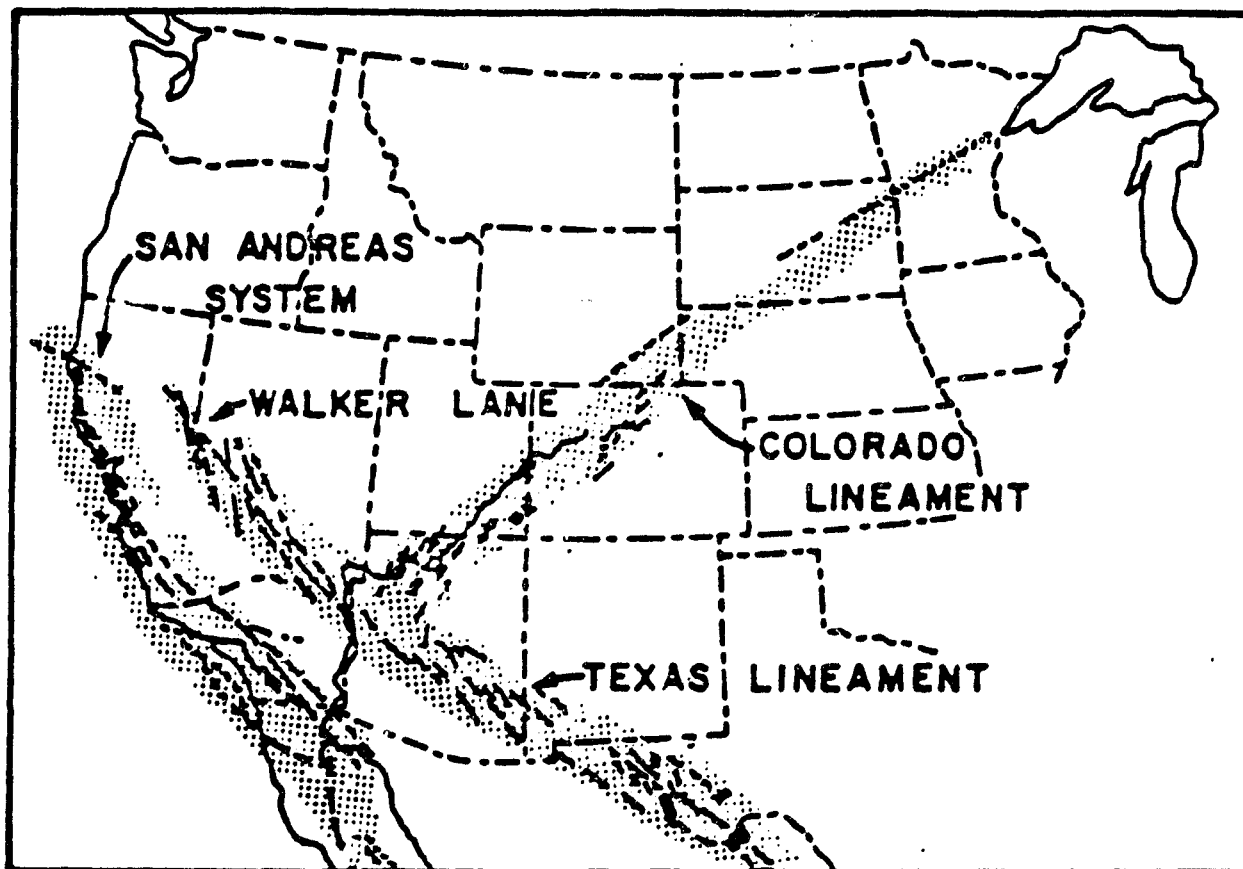 SAN ANDREAS
SYSTEM
WALKER LANE
COLORADO
LINEAMENT
TEXAS LINEAMENT